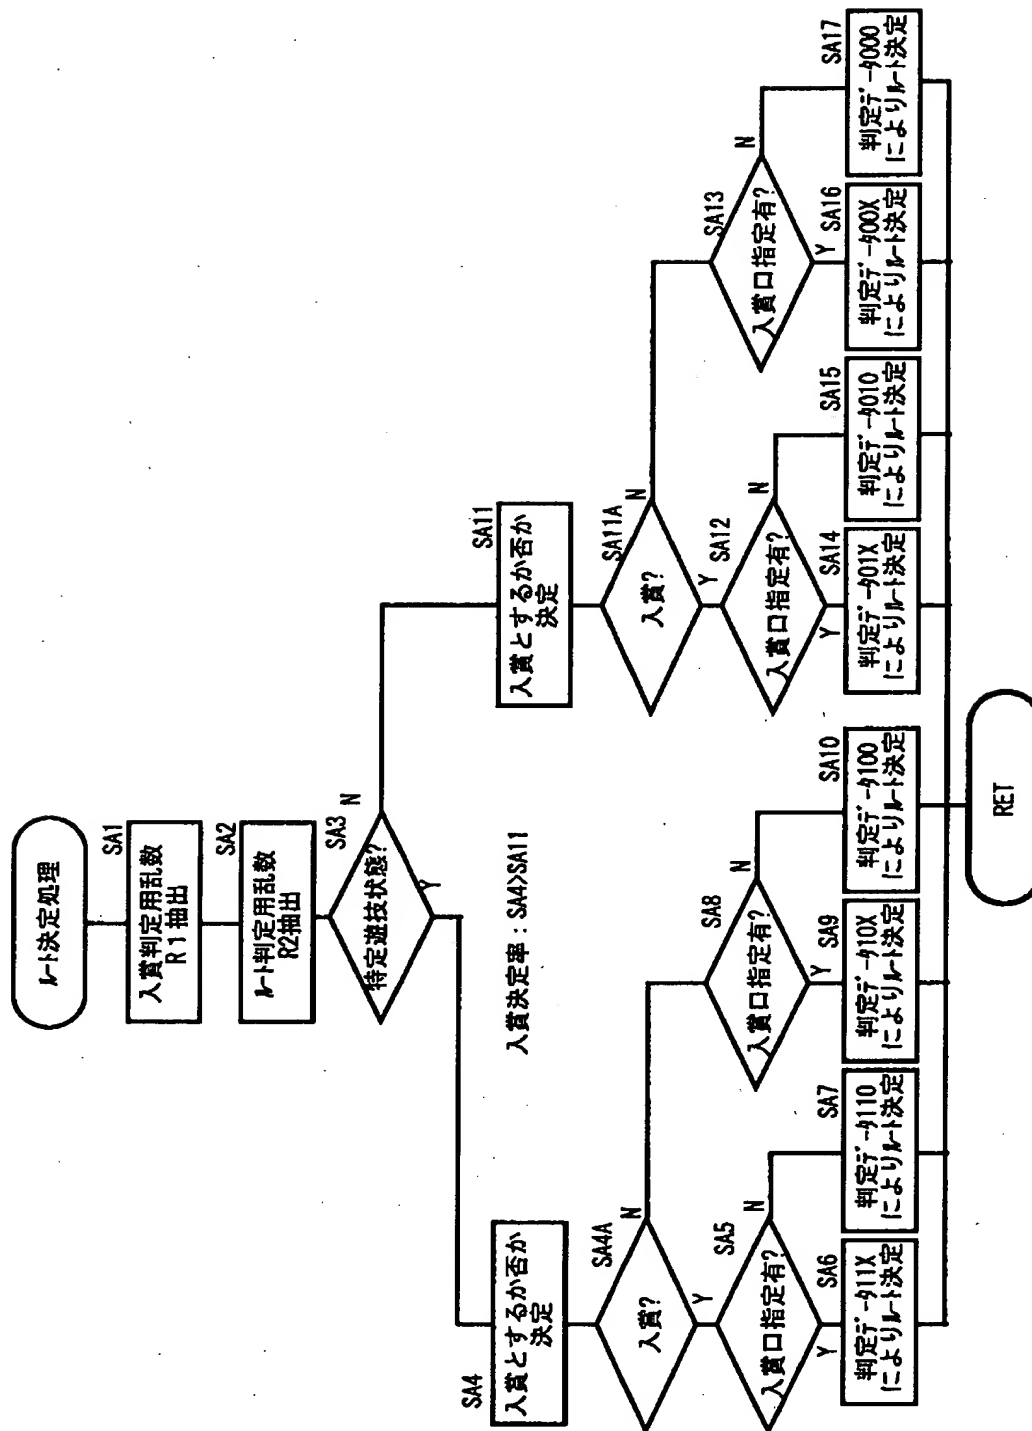 ルート決定処理
SA1
入賞判定用乱数
R1抽出
SA2
ルート判定用乱数
R2抽出
SA3
特定遊技状態?
N
Y
入賞決定率：SA4>SA11
SA4
入賞とするか否か
決定
SA4A
入賞?
N
Y
SA5
入賞口指定有?
N
Y
SA6
判定データ11X
によりルート決定
SA7
判定データ110
によりルート決定
SA8
入賞口指定有?
N
Y
SA9
判定データ10X
によりルート決定
SA10
判定データ100
によりルート決定
SA11
入賞とするか否か
決定
SA11A
入賞?
N
Y
SA12
入賞口指定有?
N
Y
SA14
判定データ01X
によりルート決定
SA15
判定データ010
によりルート決定
SA13
入賞口指定有?
N
Y
SA16
判定データ00X
によりルート決定
SA17
判定データ000
によりルート決定
RET